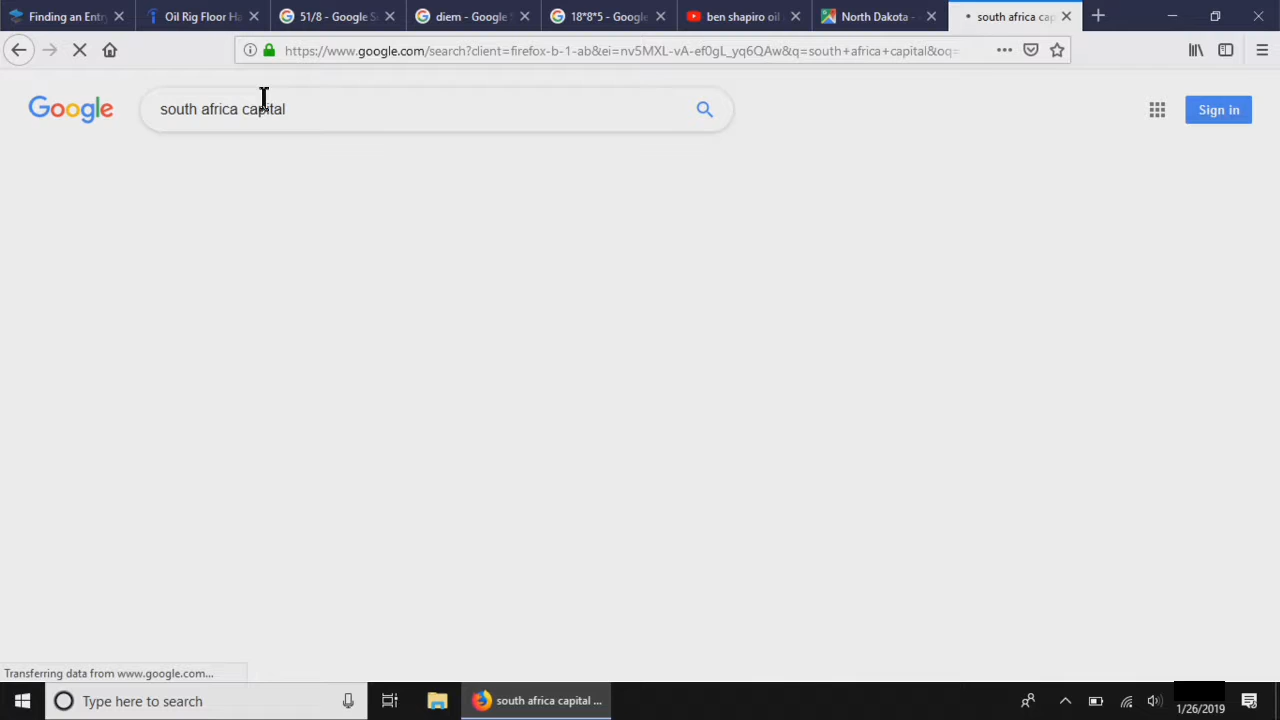 Finding an Entry
Oil Rig Floor Ha
51/8 - Google S
diem - Google S
18*8*5 - Google
ben shapiro oil
North Dakota -
south africa cap
https://www.google.com/search?client=firefox-b-1-ab&ei=nv5MXL-vA-ef0gL_yq6QAw&q=south+africa+capital&oq=
Google
south africa capital
Sign in
Transferring data from www.google.com...
Type here to search
south africa capital ...
1/26/2019